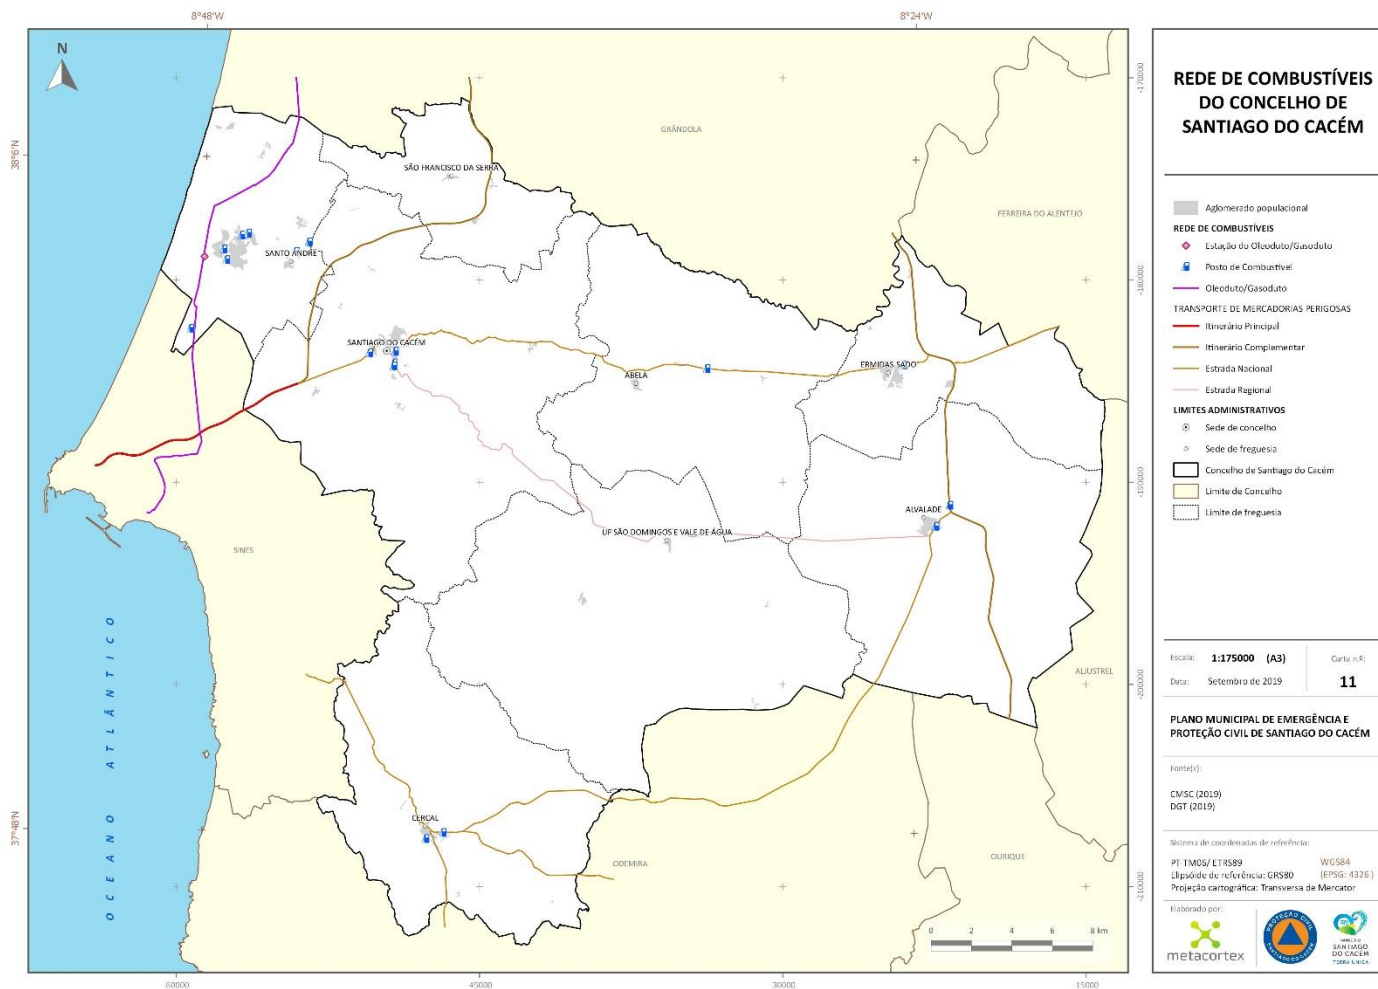 8°48'W
8°24'W
N
-170000
38°6'N
GRÂNDOLA
SÃO FRANCISCO DA SERRA
FERREIRA DO ALENTEJO
SANTO ANDRÉ
-180000
SANTIAGO DO CACÉM
ERMIDAS SADO
ABELA
-190000
ALVALADE
UF SÃO DOMINGOS E VALE DE ÁGUA
SINES
OCEANO ATLÂNTICO
ALJUSTREL
-200000
CERCAL
37°48'N
ODEMIRA
OURIQUE
-210000
0 2 4 6 8 km
-60000
-45000
-30000
-15000
REDE DE COMBUSTÍVEIS
DO CONCELHO DE
SANTIAGO DO CACÉM
Aglomerado populacional
REDE DE COMBUSTÍVEIS
Estação do Oleoduto/Gasoduto
Posto de Combustível
Oleoduto/Gasoduto
TRANSPORTE DE MERCADORIAS PERIGOSAS
Itinerário Principal
Itinerário Complementar
Estrada Nacional
Estrada Regional
LIMITES ADMINISTRATIVOS
Sede de concelho
Sede de freguesia
Concelho de Santiago do Cacém
Limite de Concelho
Limite de freguesia
Escala: 1:175000 (A3)
Carta n.º:
Data: Setembro de 2019
11
PLANO MUNICIPAL DE EMERGÊNCIA E
PROTEÇÃO CIVIL DE SANTIAGO DO CACÉM
Fonte(s):
CMSC (2019)
DGT (2019)
Sistema de coordenadas de referência:
PT-TM06/ ETRS89 WGS84
Elipsóide de referência: GRS80 (EPSG: 4326 )
Projeção cartográfica: Transversa de Mercator
Elaborado por:
metacortex
PROTEÇÃO CIVIL
SANTIAGO DO CACÉM
MUNICÍPIO
SANTIAGO
DO CACÉM
TERRA ÚNICA